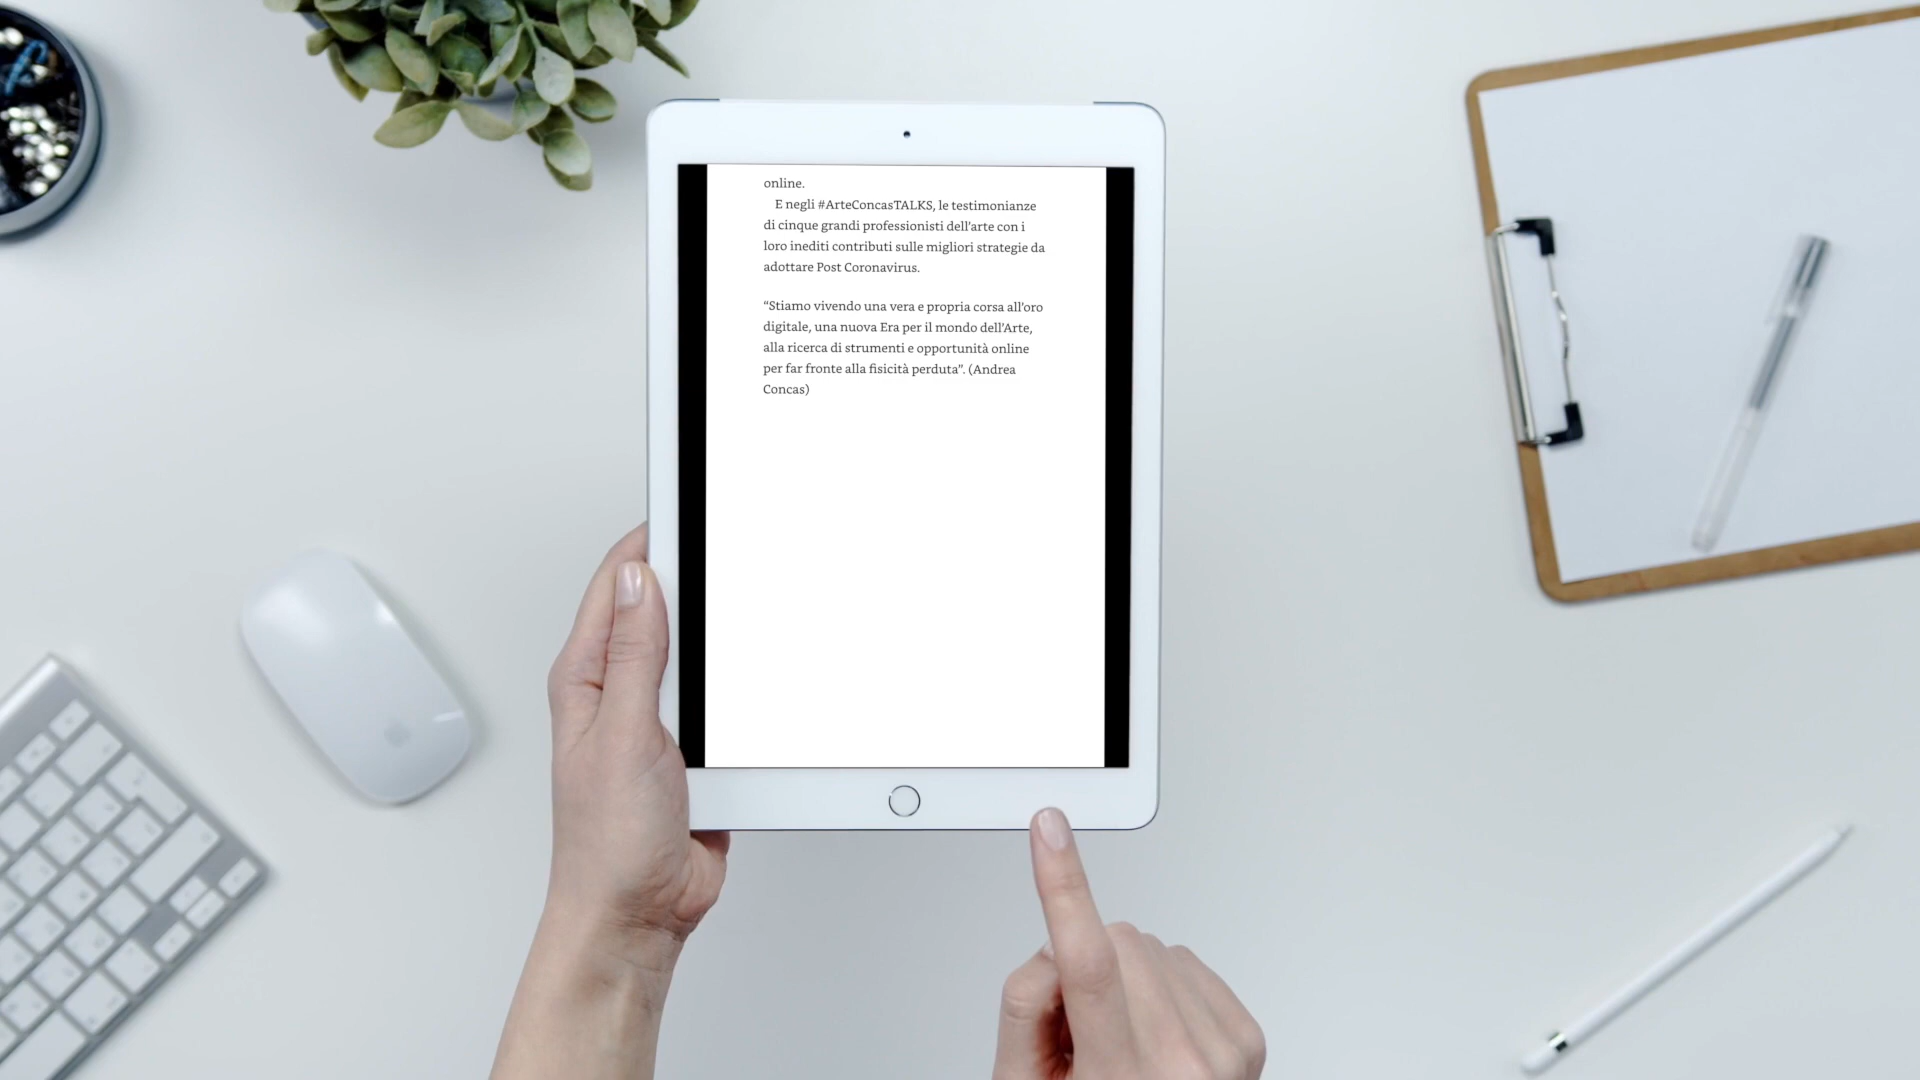 online.
E negli #ArteConcasTALKS, le testimonianze
di cinque grandi professionisti dell'arte con i
loro inediti contributi sulle migliori strategie da
adottare Post Coronavirus.
“Stiamo vivendo una vera e propria corsa all'oro
digitale, una nuova Era per il mondo dell'Arte,
alla ricerca di strumenti e opportunità online
per far fronte alla fisicità perduta”. (Andrea
Concas)